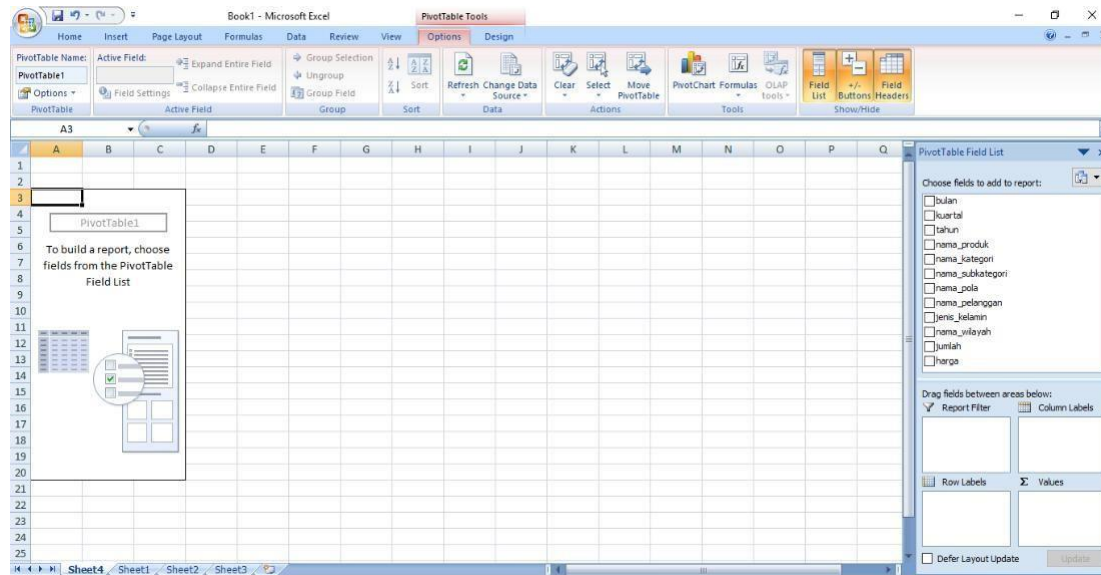 Book1 - Microsoft Excel
PivotTable Tools
Home Insert Page Layout Formulas Data Review View Options Design
PivotTable Name:
PivotTable1
Options
PivotTable
Active Field:
Field Settings
Expand Entire Field
Collapse Entire Field
Active Field
Group Selection
Ungroup
Group Field
Group
Sort
Sort
Refresh
Change Data Source
Data
Clear
Select
Move PivotTable
Actions
PivotChart
Formulas
OLAP tools
Tools
Field List
+/- Buttons
Field Headers
Show/Hide
A3
fx
A B C D E F G H I J K L M N O P Q
1
2
3
4
5
6
7
8
9
10
11
12
13
14
15
16
17
18
19
20
21
22
23
24
25
PivotTable1
To build a report, choose
fields from the PivotTable
Field List
PivotTable Field List
Choose fields to add to report:
bulan
kuartal
tahun
nama_produk
nama_kategori
nama_subkategori
nama_pola
nama_pelanggan
jenis_kelamin
nama_wilayah
jumlah
harga
Drag fields between areas below:
Report Filter
Column Labels
Row Labels
Σ Values
Defer Layout Update
Update
Sheet4 Sheet1 Sheet2 Sheet3